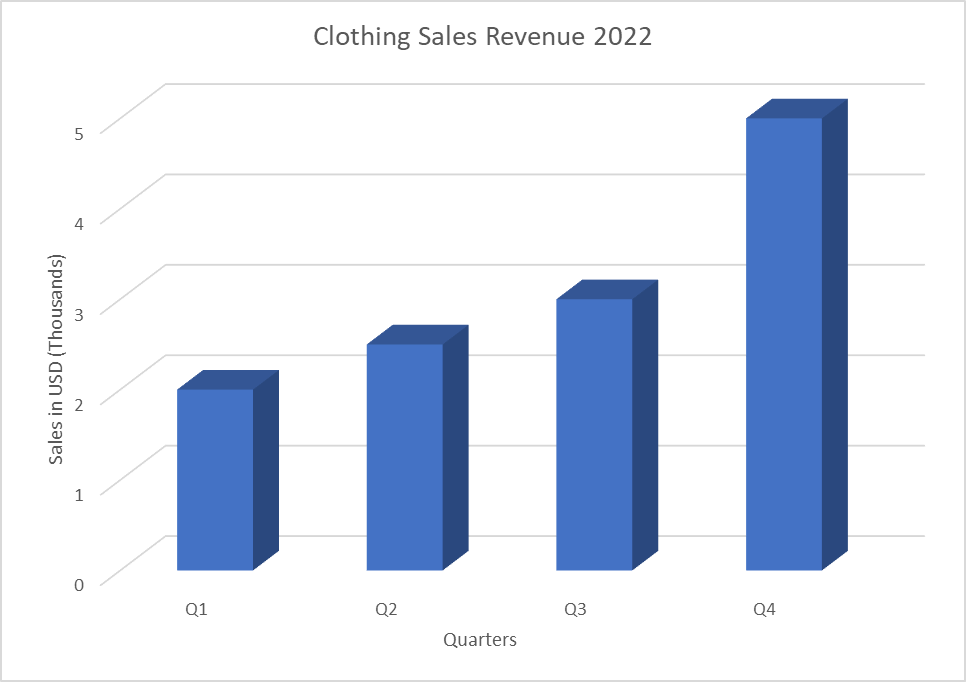 Clothing Sales Revenue 2022
5
4
3
2
1
0
Sales in USD (Thousands)
Q1 Q2 Q3 Q4
Quarters